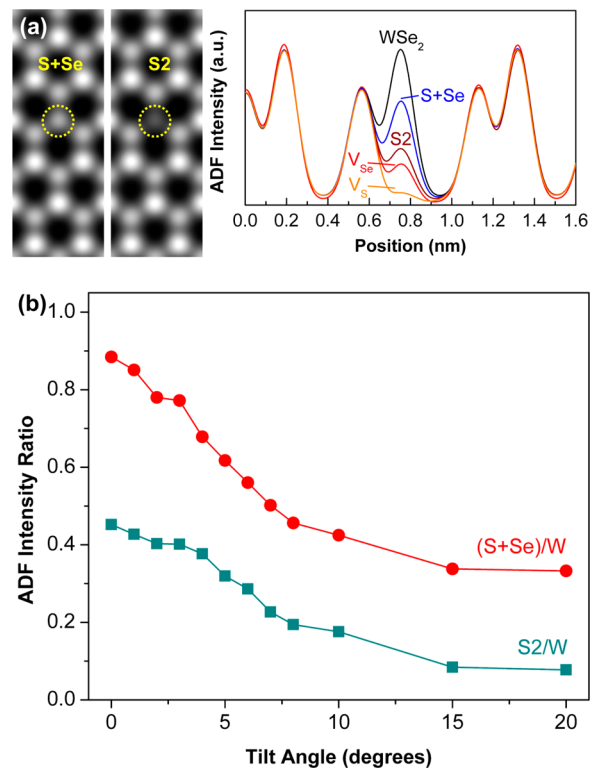 (a)
S+Se
S2
ADF Intensity (a.u.)
WSe2
S+Se
S2
VSe
VS
0.0 0.2 0.4 0.6 0.8 1.0 1.2 1.4 1.6
Position (nm)
(b)
ADF Intensity Ratio
1.0
0.8
0.6
0.4
0.2
0.0
(S+Se)/W
S2/W
0 5 10 15 20
Tilt Angle (degrees)